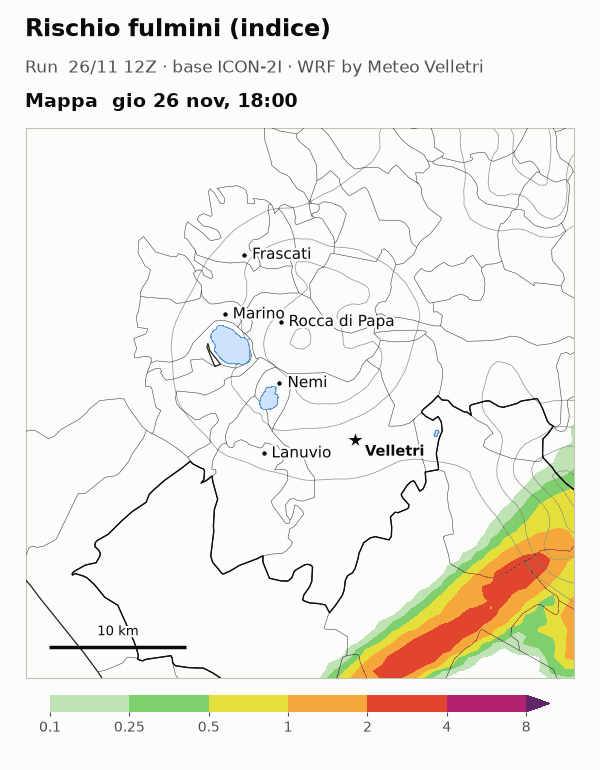 Rischio fulmini (indice)
Run  26/11 12Z · base ICON-2I · WRF by Meteo Velletri
Mappa  gio 26 nov, 18:00
Frascati
Marino
Rocca di Papa
Nemi
Velletri
Lanuvio
10 km
0.1 0.25 0.5 1 2 4 8